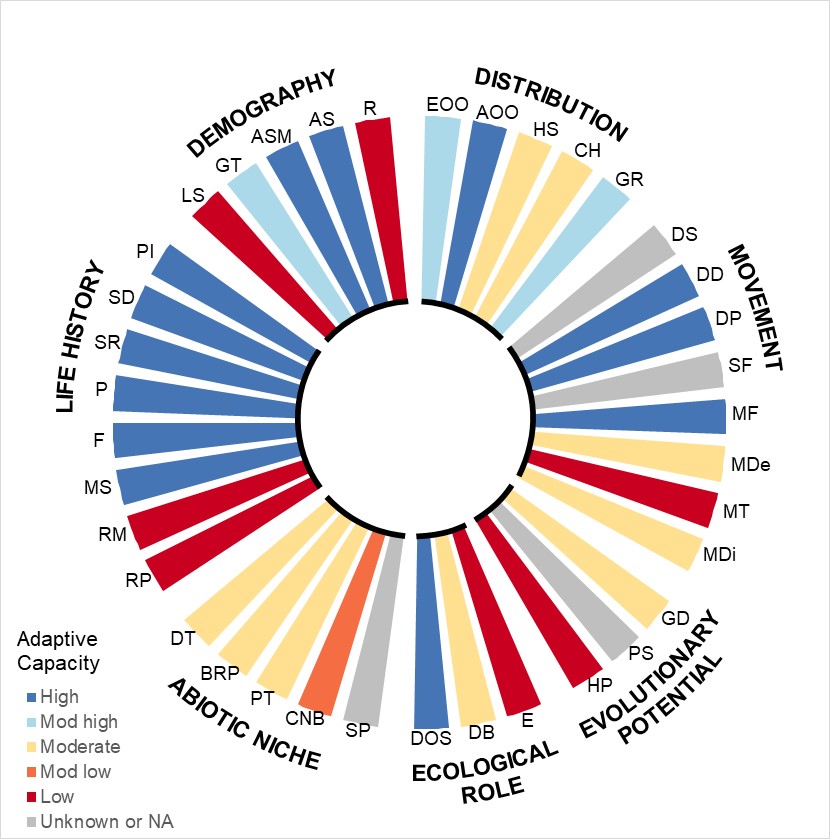 DISTRIBUTION
EOO
AOO
HS
CH
GR
MOVEMENT
DS
DD
DP
SF
MF
MDe
MT
MDi
EVOLUTIONARY
POTENTIAL
GD
PS
HP
ECOLOGICAL
ROLE
E
DB
DOS
ABIOTIC NICHE
SP
CNB
PT
BRP
DT
LIFE HISTORY
RP
RM
MS
F
P
SR
SD
PI
DEMOGRAPHY
LS
GT
ASM
AS
R
Adaptive
Capacity
High
Mod high
Moderate
Mod low
Low
Unknown or NA